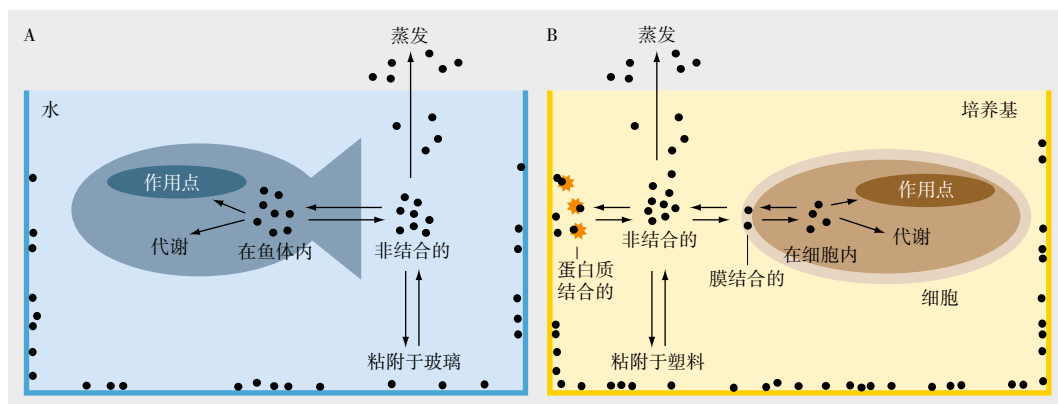 A
蒸发
水
作用点
代谢
在鱼体内
非结合的
粘附于玻璃
B
蒸发
培养基
作用点
代谢
在细胞内
非结合的
蛋白质
结合的
膜结合的
细胞
粘附于塑料